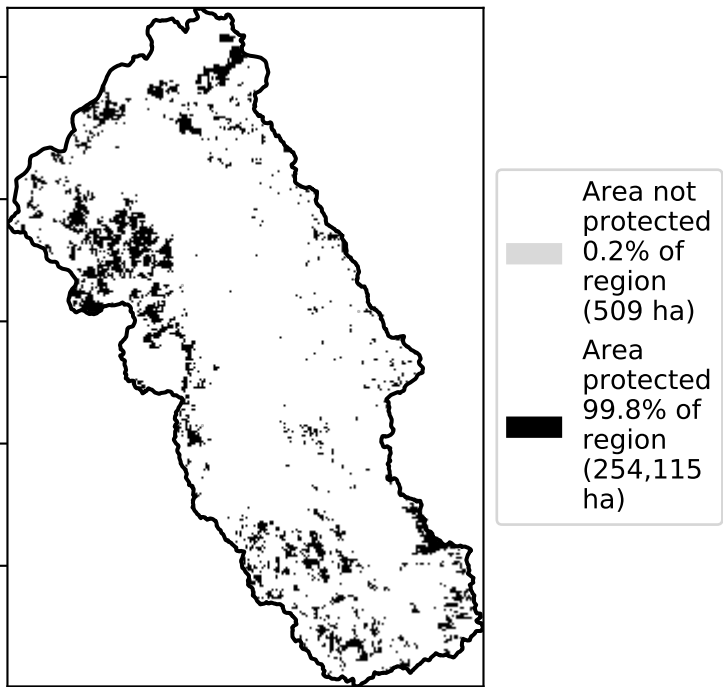 Area not
protected
0.2% of
region
(509 ha)
Area
protected
99.8% of
region
(254,115
ha)